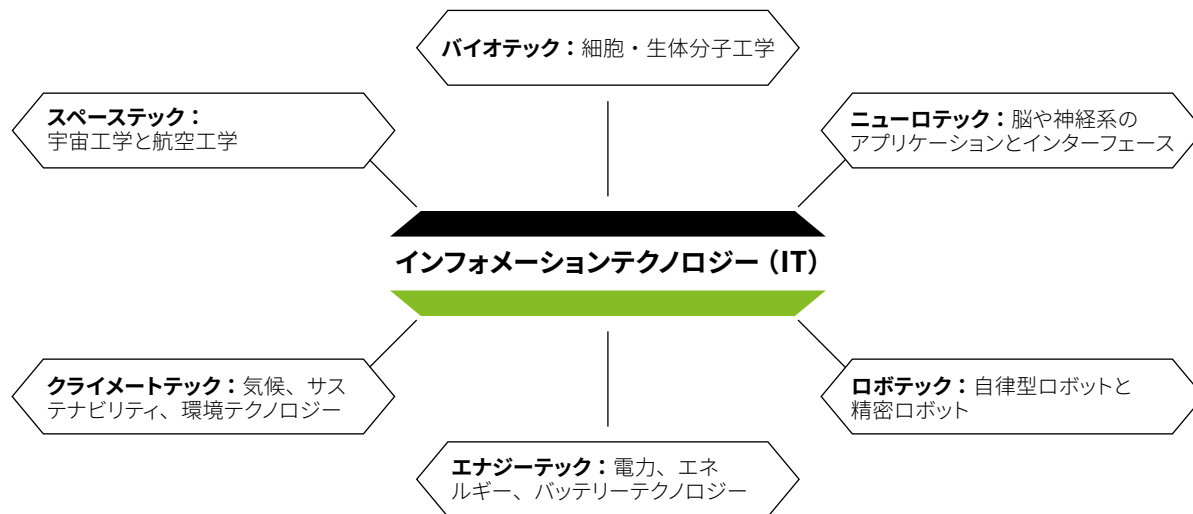 バイオテック：細胞・生体分子工学
スペーステック：
宇宙工学と航空工学
ニューロテック：脳や神経系の
アプリケーションとインターフェース
インフォメーションテクノロジー（IT）
クライメートテック：気候、サス
テナビリティ、環境テクノロジー
ロボテック：自律型ロボットと
精密ロボット
エナジーテック：電力、エネ
ルギー、バッテリーテクノロジー